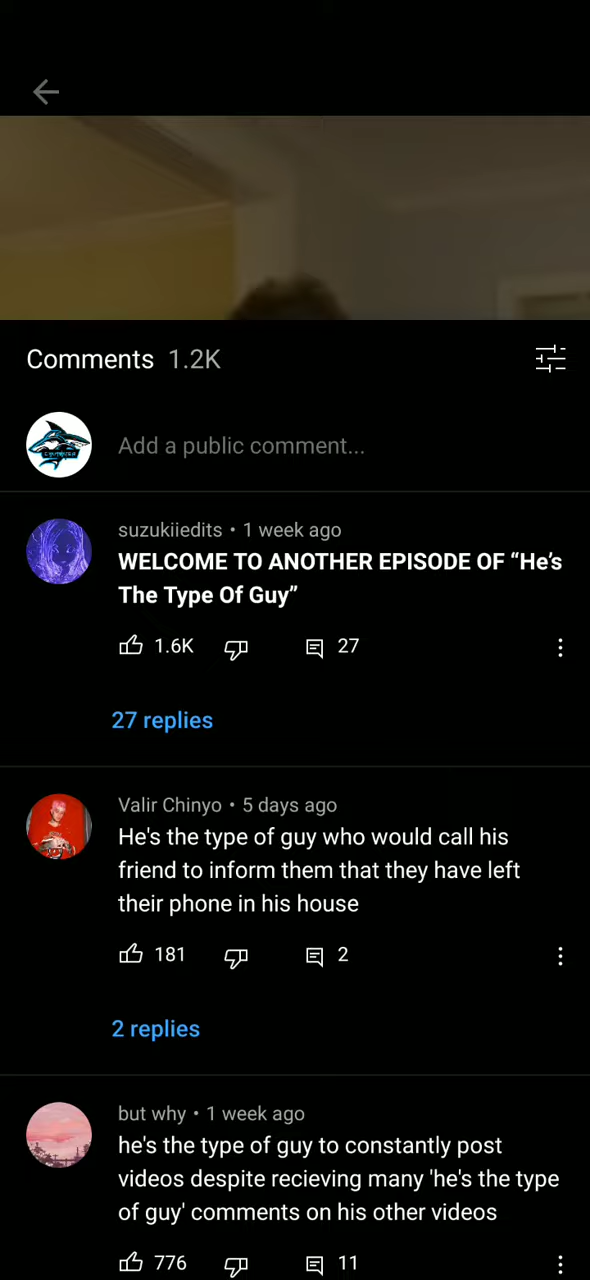 Comments 1.2K
Add a public comment...
suzukiiedits • 1 week ago
WELCOME TO ANOTHER EPISODE OF “He’s
The Type Of Guy”
1.6K 27
27 replies
Valir Chinyo • 5 days ago
He's the type of guy who would call his
friend to inform them that they have left
their phone in his house
181 2
2 replies
but why • 1 week ago
he's the type of guy to constantly post
videos despite recieving many 'he's the type
of guy' comments on his other videos
776 11